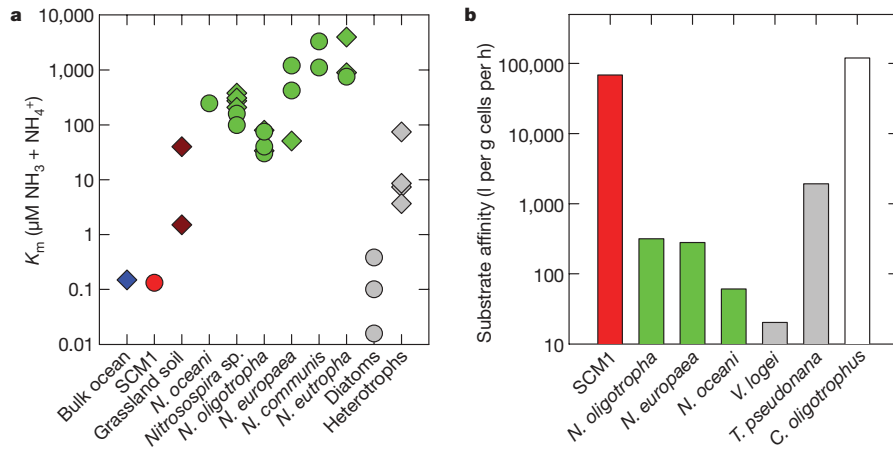 a
10,000
1,000
100
10
1
0.1
0.01
Kₘ (µM NH₃ + NH₄⁺)
Bulk ocean
SCM1
Grassland soil
N. oceani
Nitrosospira sp.
N. oligotropha
N. europaea
N. communis
N. eutropha
Diatoms
Heterotrophs
b
100,000
10,000
1,000
100
10
Substrate affinity (l per g cells per h)
SCM1
N. oligotropha
N. europaea
N. oceani
V. logei
T. pseudonana
C. oligotrophus